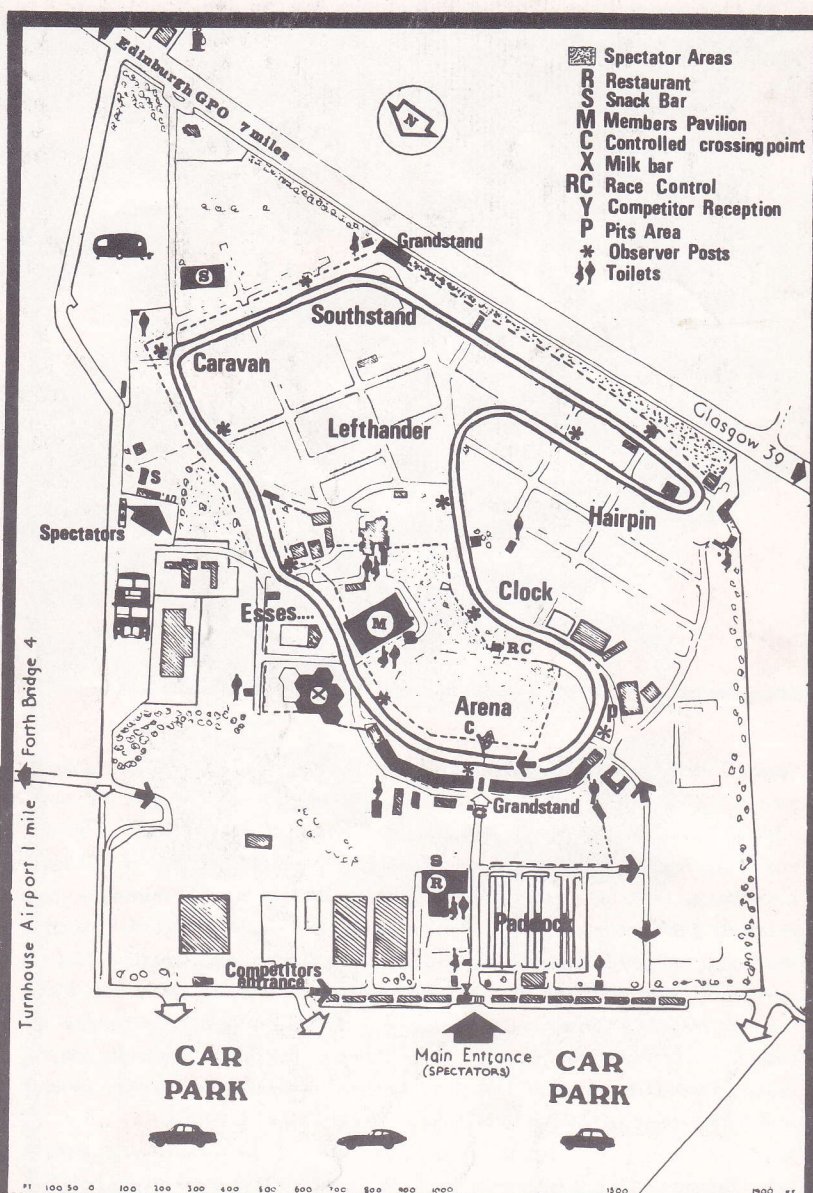 Edinburgh GPO 7 miles
N
Spectator Areas
R Restaurant
S Snack Bar
M Members Pavilion
C Controlled crossing point
X Milk bar
RC Race Control
Y Competitor Reception
P Pits Area
* Observer Posts
Toilets
Grandstand
S
Southstand
Caravan
Lefthander
Glasgow 39
S
Hairpin
Spectators
Clock
Esses....
M
RC
X
Arena
C
P
Turnhouse Airport 1 mile Forth Bridge 4
Grandstand
S
R
Paddock
Competitors
entrance
Y
CAR
PARK
Main Entrance
(SPECTATORS)
CAR
PARK
FT 100 50 0 100 200 300 400 500 600 700 800 900 1000 1500 1900 FT